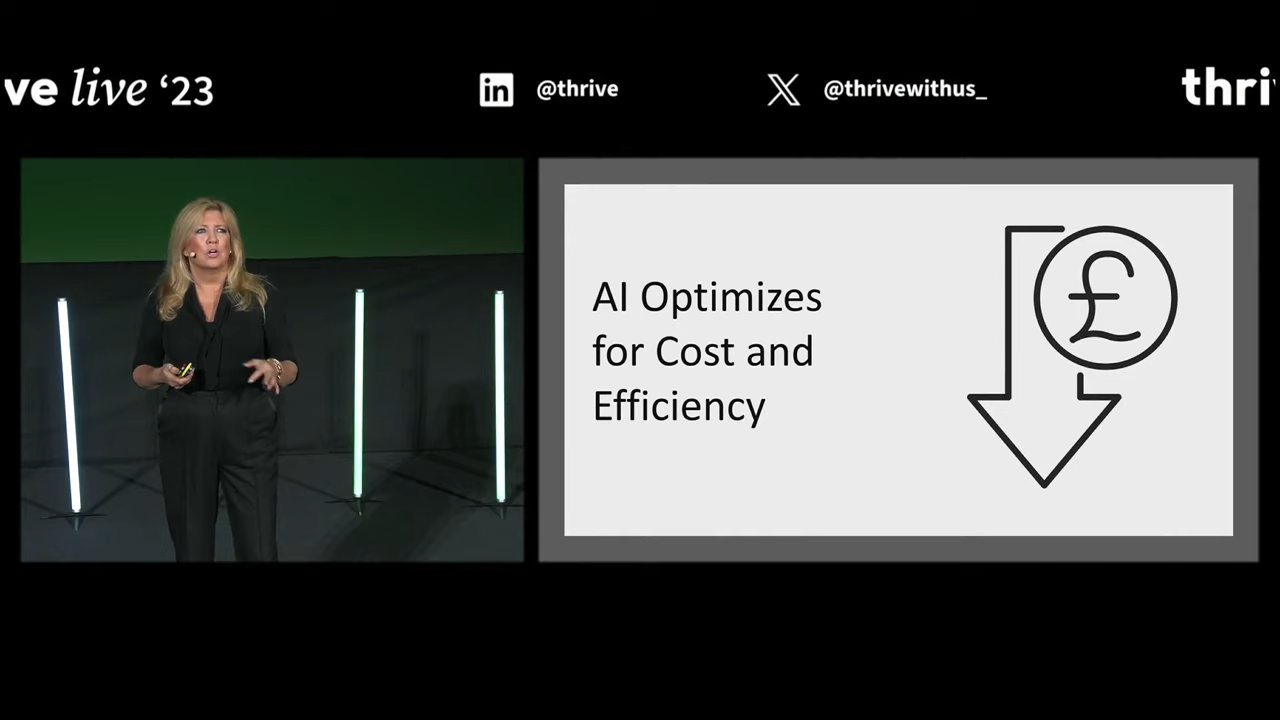 ve live ‘23
@thrive
@thrivewithus_
thri
AI Optimizes
for Cost and
Efficiency
£